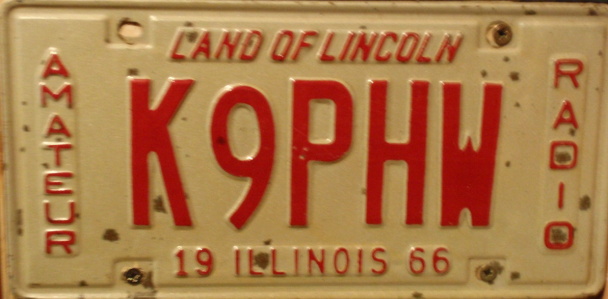 LAND OF LINCOLN
AMATEUR
K9PHW
RADIO
19 ILLINOIS 66